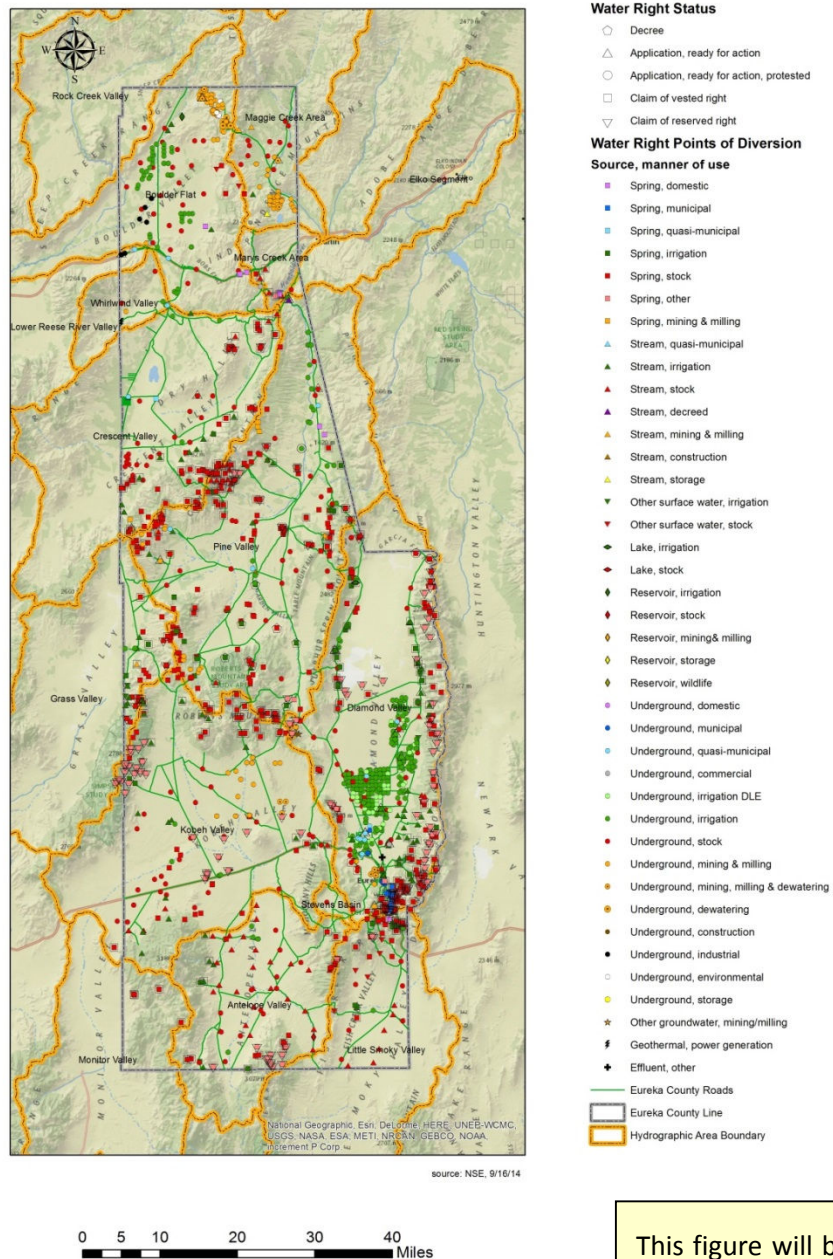 N
W E
S
Rock Creek Valley
Maggie Creek Area
Elko Segment
Boulder Flat
Marys Creek Area
Whirlwind Valley
Lower Reese River Valley
Crescent Valley
Pine Valley
GARCIA
HUNTINGTON VALLEY
Grass Valley
GRASS VALLEY
Diamond Valley
Kobeh Valley
Stevens Basin
Antelope Valley
Monitor Valley
MONITOR VALLEY
Little Smoky Valley
National Geographic, Esri, DeLorme, HERE, UNEP-WCMC,
USGS, NASA, ESA, METI, NRCAN, GEBCO, NOAA,
increment P Corp.
source: NSE, 9/16/14
0 5 10 20 30 40
Miles
Water Right Status
Decree
Application, ready for action
Application, ready for action, protested
Claim of vested right
Claim of reserved right
Water Right Points of Diversion
Source, manner of use
Spring, domestic
Spring, municipal
Spring, quasi-municipal
Spring, irrigation
Spring, stock
Spring, other
Spring, mining & milling
Stream, quasi-municipal
Stream, irrigation
Stream, stock
Stream, decreed
Stream, mining & milling
Stream, construction
Stream, storage
Other surface water, irrigation
Other surface water, stock
Lake, irrigation
Lake, stock
Reservoir, irrigation
Reservoir, stock
Reservoir, mining& milling
Reservoir, storage
Reservoir, wildlife
Underground, domestic
Underground, municipal
Underground, quasi-municipal
Underground, commercial
Underground, irrigation DLE
Underground, irrigation
Underground, stock
Underground, mining & milling
Underground, mining, milling & dewatering
Underground, dewatering
Underground, construction
Underground, industrial
Underground, environmental
Underground, storage
Other groundwater, mining/milling
Geothermal, power generation
Effluent, other
Eureka County Roads
Eureka County Line
Hydrographic Area Boundary
This figure will b